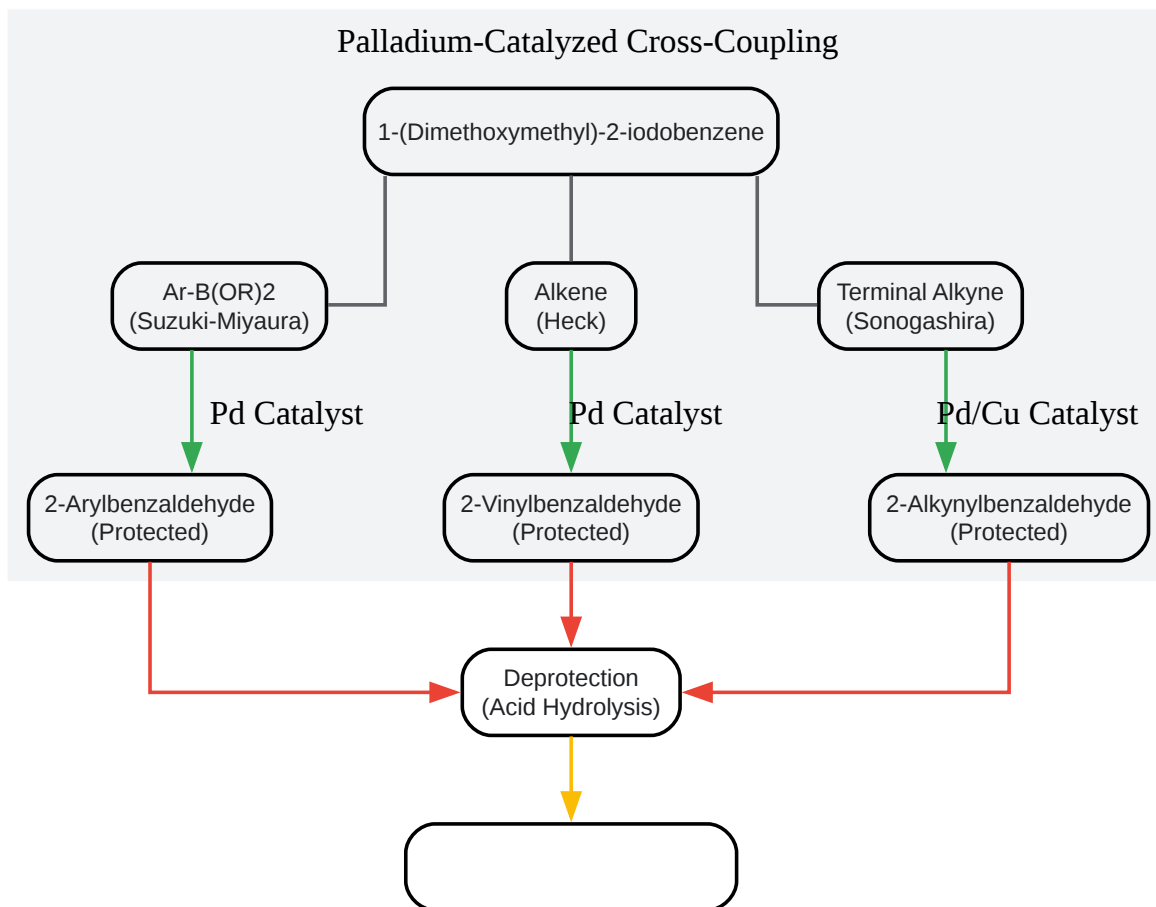 Palladium-Catalyzed Cross-Coupling
1-(Dimethoxymethyl)-2-iodobenzene
Ar-B(OR)2
(Suzuki-Miyaura)
Alkene
(Heck)
Terminal Alkyne
(Sonogashira)
Pd Catalyst
Pd Catalyst
Pd/Cu Catalyst
2-Arylbenzaldehyde
(Protected)
2-Vinylbenzaldehyde
(Protected)
2-Alkynylbenzaldehyde
(Protected)
Deprotection
(Acid Hydrolysis)